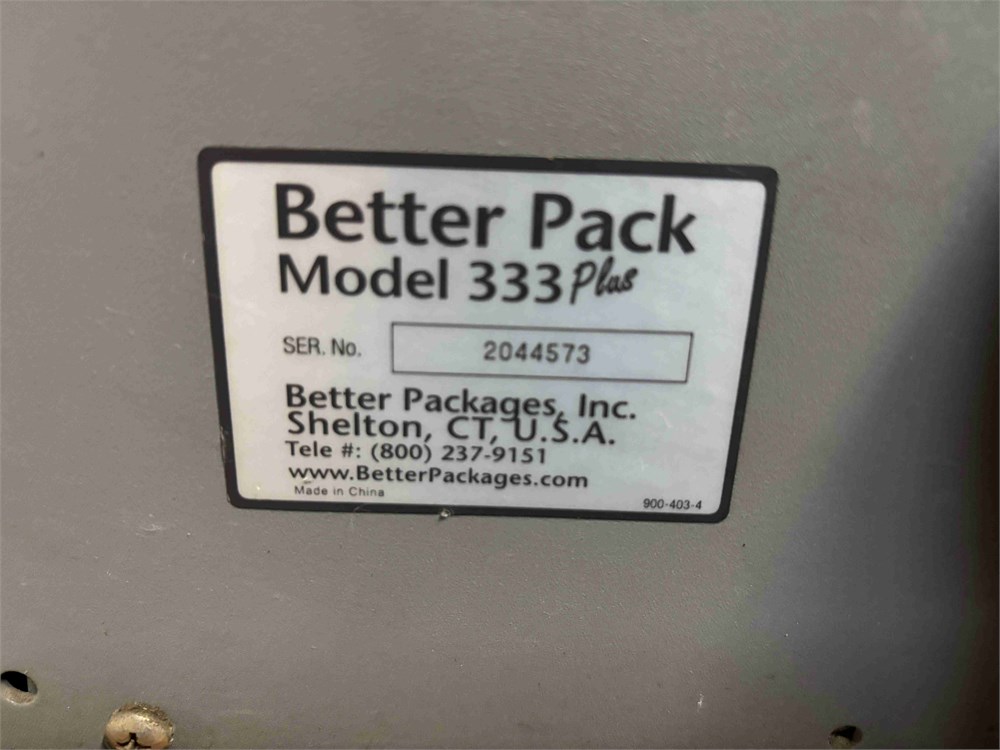 Better Pack
Model 333 Plus
SER. No. 2044573
Better Packages, Inc.
Shelton, CT, U.S.A.
Tele #: (800) 237-9151
www.BetterPackages.com
Made in China
900-403-4